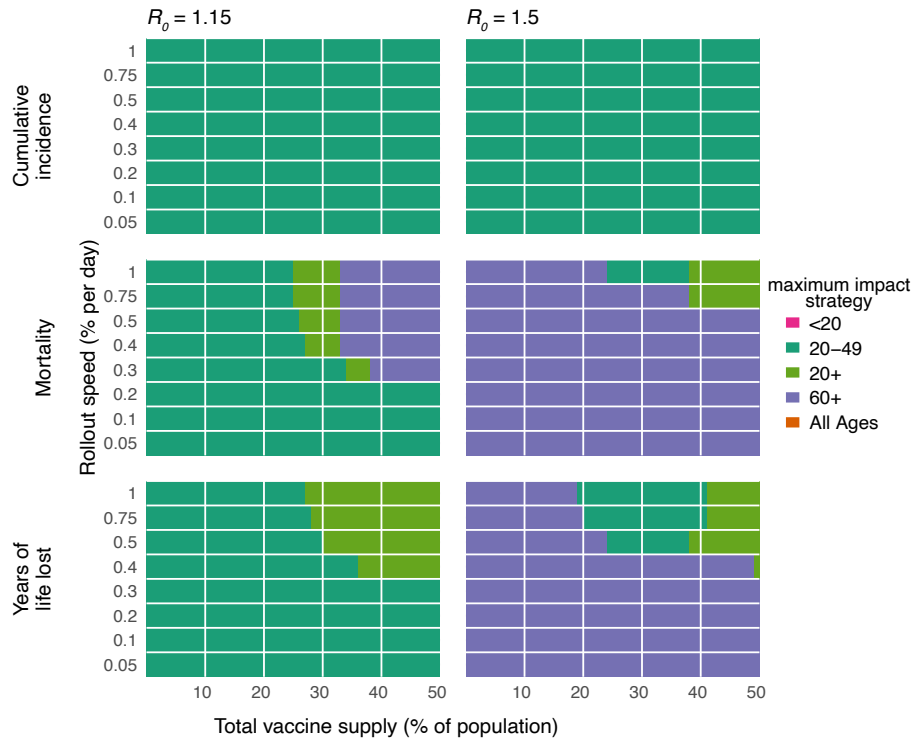 R₀ = 1.15
R₀ = 1.5
Cumulative
incidence
1
0.75
0.5
0.4
0.3
0.2
0.1
0.05
Rollout speed (% per day)
Mortality
1
0.75
0.5
0.4
0.3
0.2
0.1
0.05
maximum impact
strategy
<20
20−49
20+
60+
All Ages
Years of
life lost
1
0.75
0.5
0.4
0.3
0.2
0.1
0.05
10 20 30 40 50
10 20 30 40 50
Total vaccine supply (% of population)